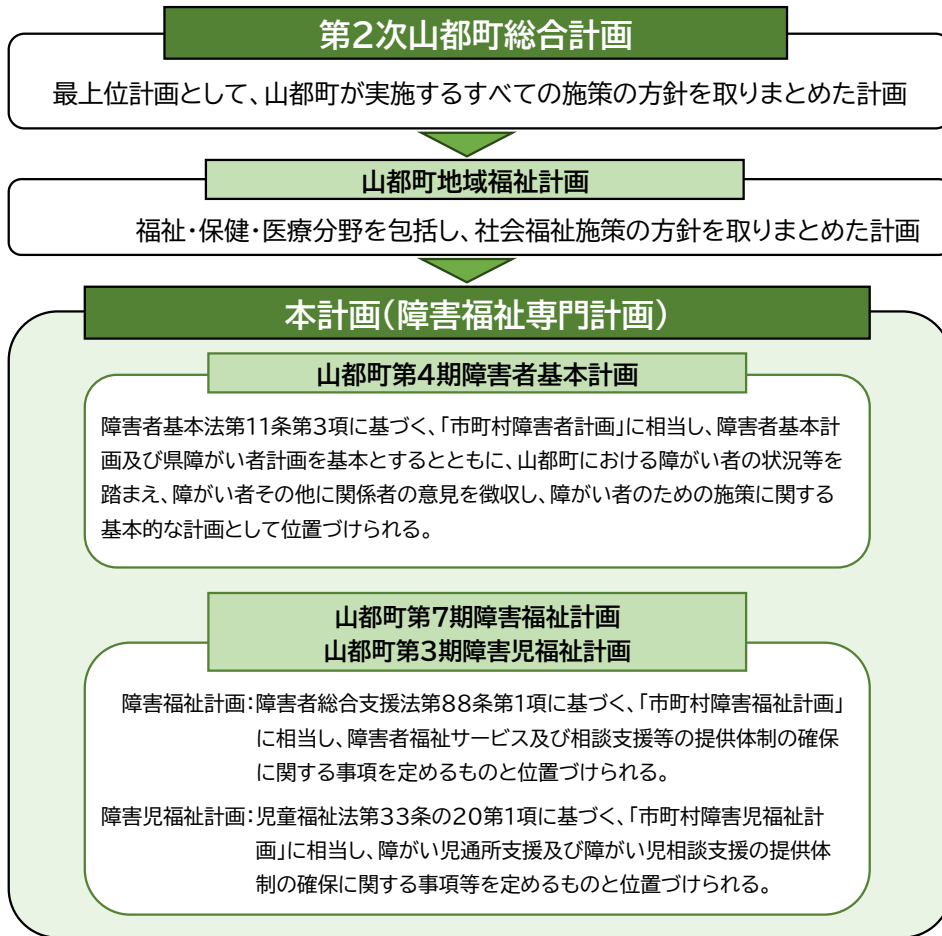 第2次山都町総合計画
最上位計画として、山都町が実施するすべての施策の方針を取りまとめた計画
山都町地域福祉計画
福祉・保健・医療分野を包括し、社会福祉施策の方針を取りまとめた計画
本計画(障害福祉専門計画)
山都町第4期障害者基本計画
障害者基本法第11条第3項に基づく、「市町村障害者計画」に相当し、障害者基本計
画及び県障がい者計画を基本とするとともに、山都町における障がい者の状況等を
踏まえ、障がい者その他に関係者の意見を徴収し、障がい者のための施策に関する
基本的な計画として位置づけられる。
山都町第7期障害福祉計画
山都町第3期障害児福祉計画
障害福祉計画:障害者総合支援法第88条第1項に基づく、「市町村障害福祉計画」
に相当し、障害者福祉サービス及び相談支援等の提供体制の確保
に関する事項を定めるものと位置づけられる。
障害児福祉計画:児童福祉法第33条の20第1項に基づく、「市町村障害児福祉計
画」に相当し、障がい児通所支援及び障がい児相談支援の提供体
制の確保に関する事項等を定めるものと位置づけられる。